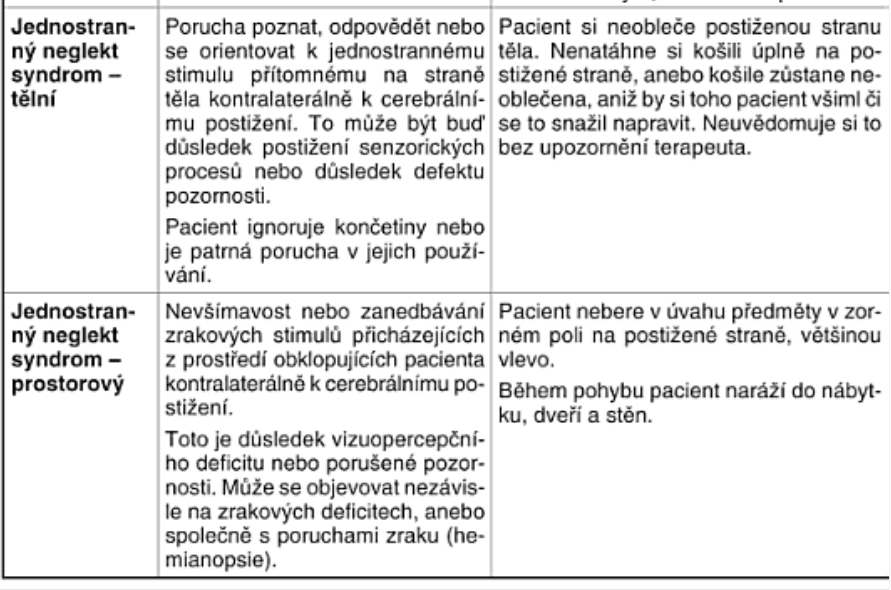 Jednostran-
ný neglekt
syndrom –
tělní
Porucha poznat, odpovědět nebo
se orientovat k jednostrannému
stimulu přítomnému na straně
těla kontralaterálně k cerebrální-
mu postižení. To může být buď
důsledek postižení senzorických
procesů nebo důsledek defektu
pozornosti.
Pacient ignoruje končetiny nebo
je patrná porucha v jejich použí-
vání.
Pacient si neobleče postiženou stranu
těla. Nenatáhne si košili úplně na po-
stižené straně, anebo košile zůstane ne-
oblečena, aniž by si toho pacient všiml či
se to snažil napravit. Neuvědomuje si to
bez upozornění terapeuta.
Jednostran-
ný neglekt
syndrom –
prostorový
Nevšímavost nebo zanedbávání
zrakových stimulů přicházejících
z prostředí obklopujících pacienta
kontralaterálně k cerebrálnímu po-
stižení.
Toto je důsledek vizuopercepční-
ho deficitu nebo porušené pozor-
nosti. Může se objevovat nezávis-
le na zrakových deficitech, anebo
společně s poruchami zraku (he-
mianopsie).
Pacient nebere v úvahu předměty v zor-
ném poli na postižené straně, většinou
vlevo.
Během pohybu pacient naráží do nábyt-
ku, dveří a stěn.